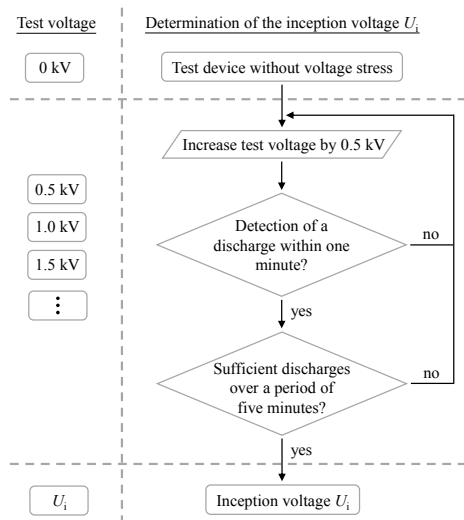 Test voltage
Determination of the inception voltage Uᵢ
0 kV
Test device without voltage stress
Increase test voltage by 0.5 kV
0.5 kV
1.0 kV
1.5 kV
⋮
Detection of a
discharge within one
minute?
no
yes
Sufficient discharges
over a period of
five minutes?
no
yes
Uᵢ
Inception voltage Uᵢ